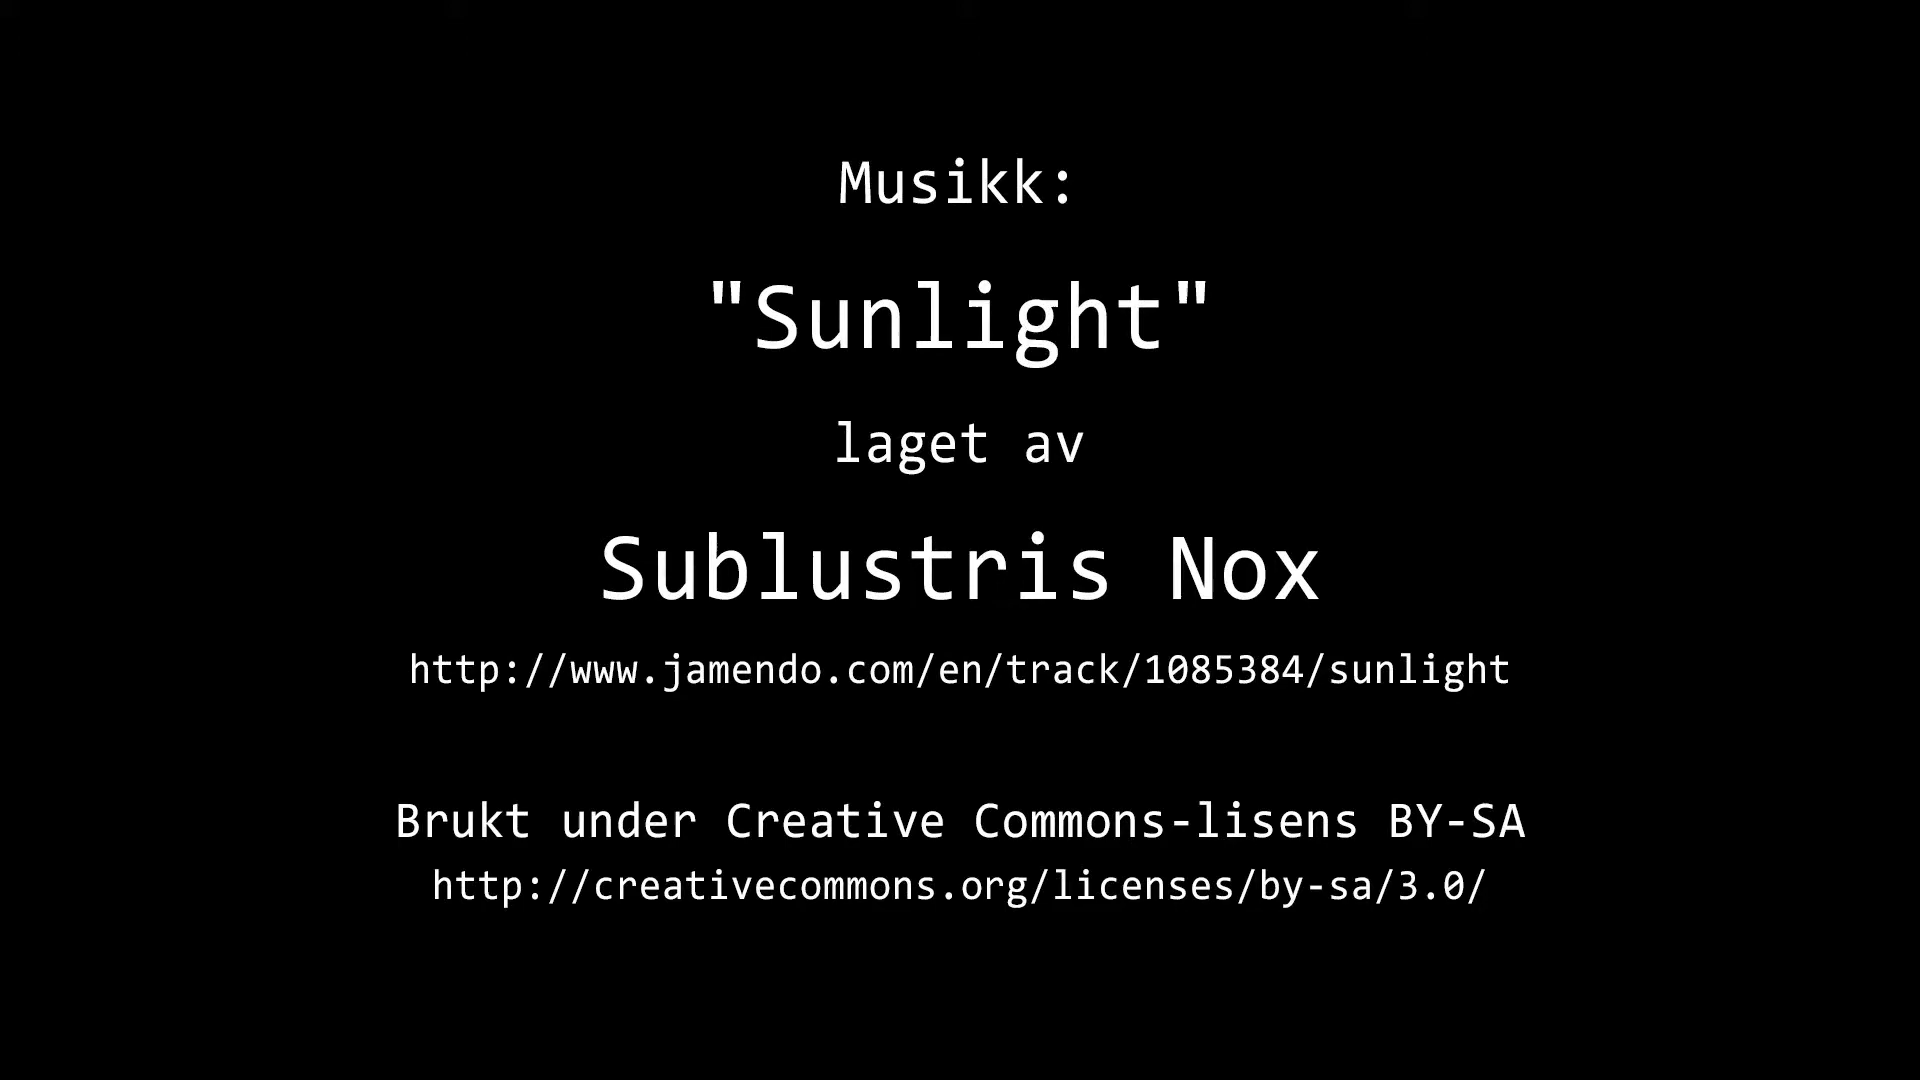 Musikk:
"Sunlight"
laget av
Sublustris Nox
http://www.jamendo.com/en/track/1085384/sunlight
Brukt under Creative Commons-lisens BY-SA
http://creativecommons.org/licenses/by-sa/3.0/